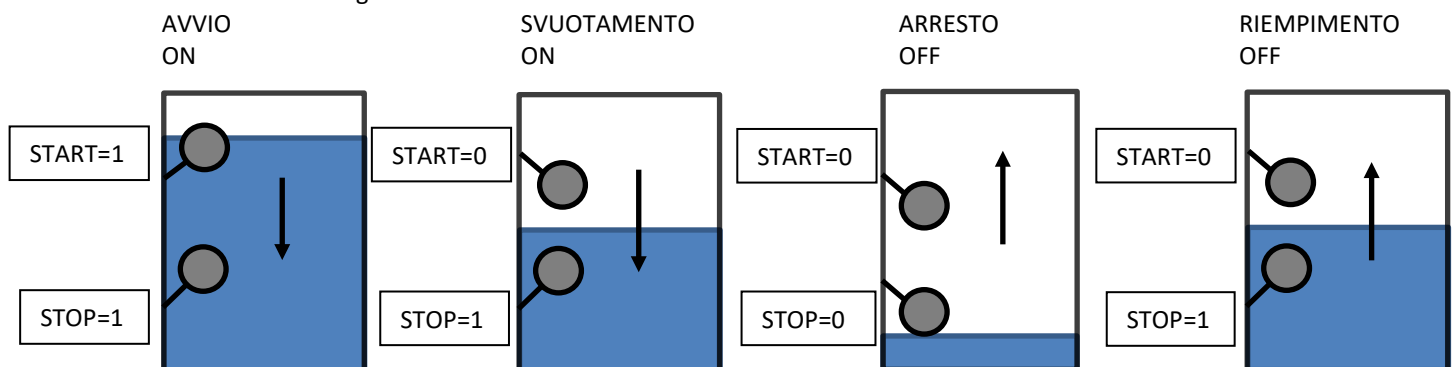 AVVIO
ON
SVUOTAMENTO
ON
ARRESTO
OFF
RIEMPIMENTO
OFF
START=1
START=0
START=0
START=0
STOP=1
STOP=1
STOP=0
STOP=1